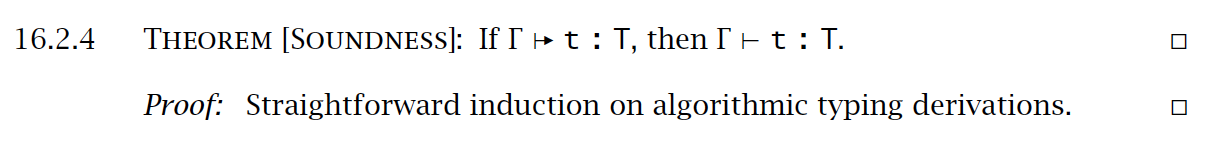 16.2.4 THEOREM [SOUNDNESS]: If Γ ⊢▸ t : T, then Γ ⊢ t : T. □
Proof: Straightforward induction on algorithmic typing derivations. □